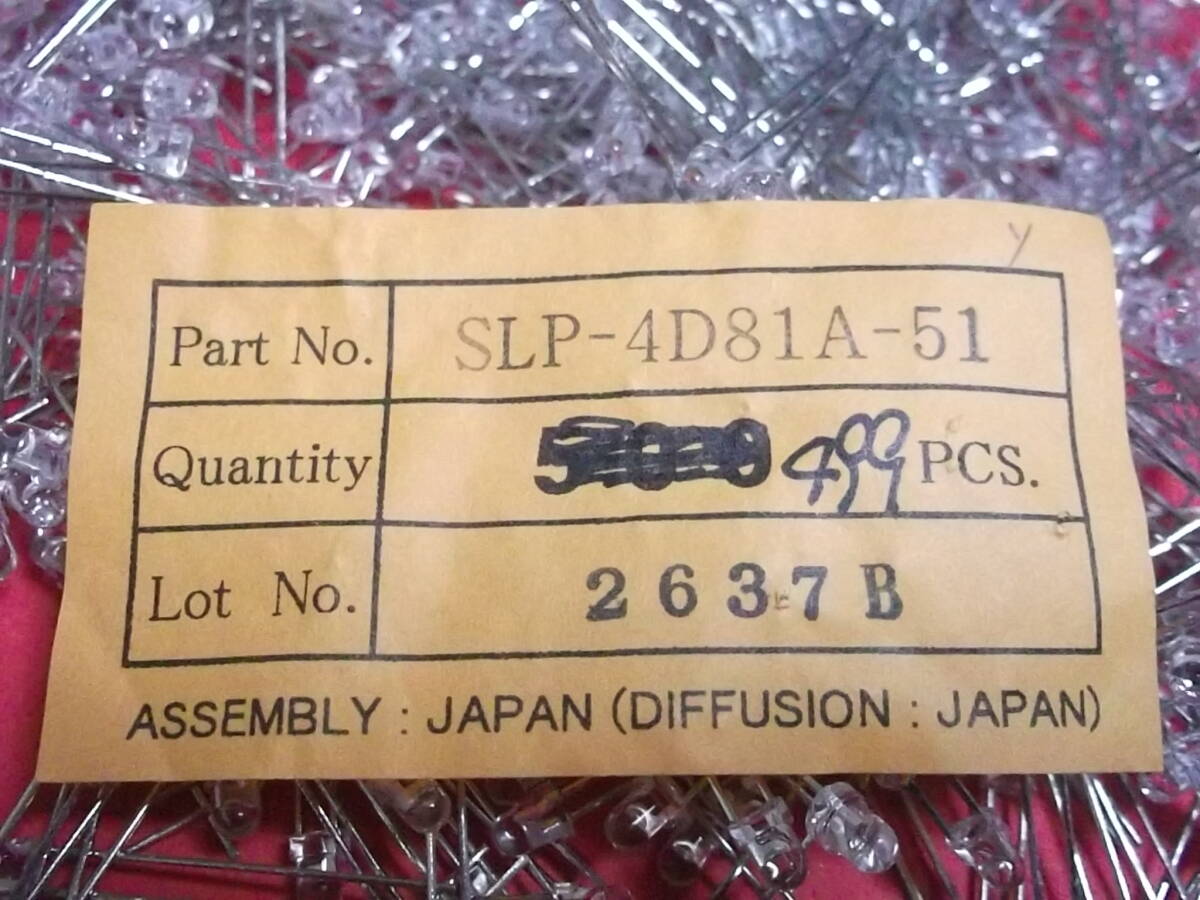 y
Part No. SLP-4D81A-51
Quantity 499 PCS.
Lot No. 2637B
ASSEMBLY : JAPAN (DIFFUSION : JAPAN)